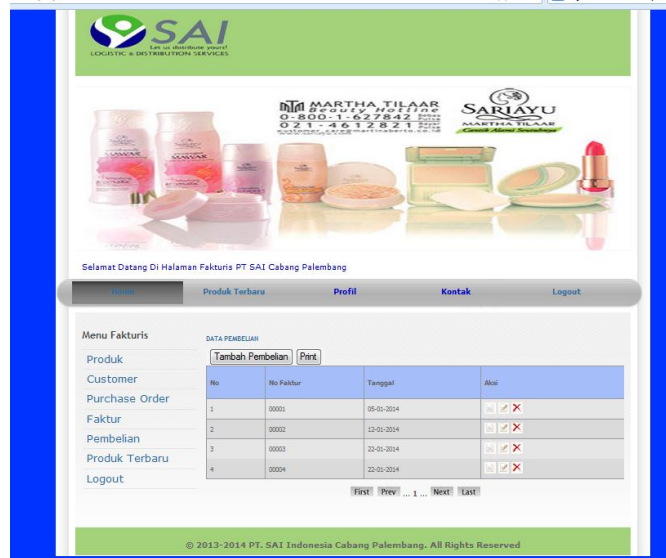 SAI
Let us distribute yours!
LOGISTIC & DISTRIBUTION SERVICES
MARTHA TILAAR
Beauty Hotline
0-800-1-627842
021-4612821
SARIAYU
MARTHA TILAAR
Cantik Alami Seutuhnya
MAWAR
Selamat Datang Di Halaman Fakturis PT SAI Cabang Palembang
Home Produk Terbaru Profil Kontak Logout
Menu Fakturis
Produk
Customer
Purchase Order
Faktur
Pembelian
Produk Terbaru
Logout
DATA PEMBELIAN
Tambah Pembelian Print
No No Faktur Tanggal Aksi
1 00001 05-01-2014
2 00002 12-01-2014
3 00003 22-01-2014
4 00004 22-01-2014
First Prev ... 1 ... Next Last
© 2013-2014 PT. SAI Indonesia Cabang Palembang. All Rights Reserved